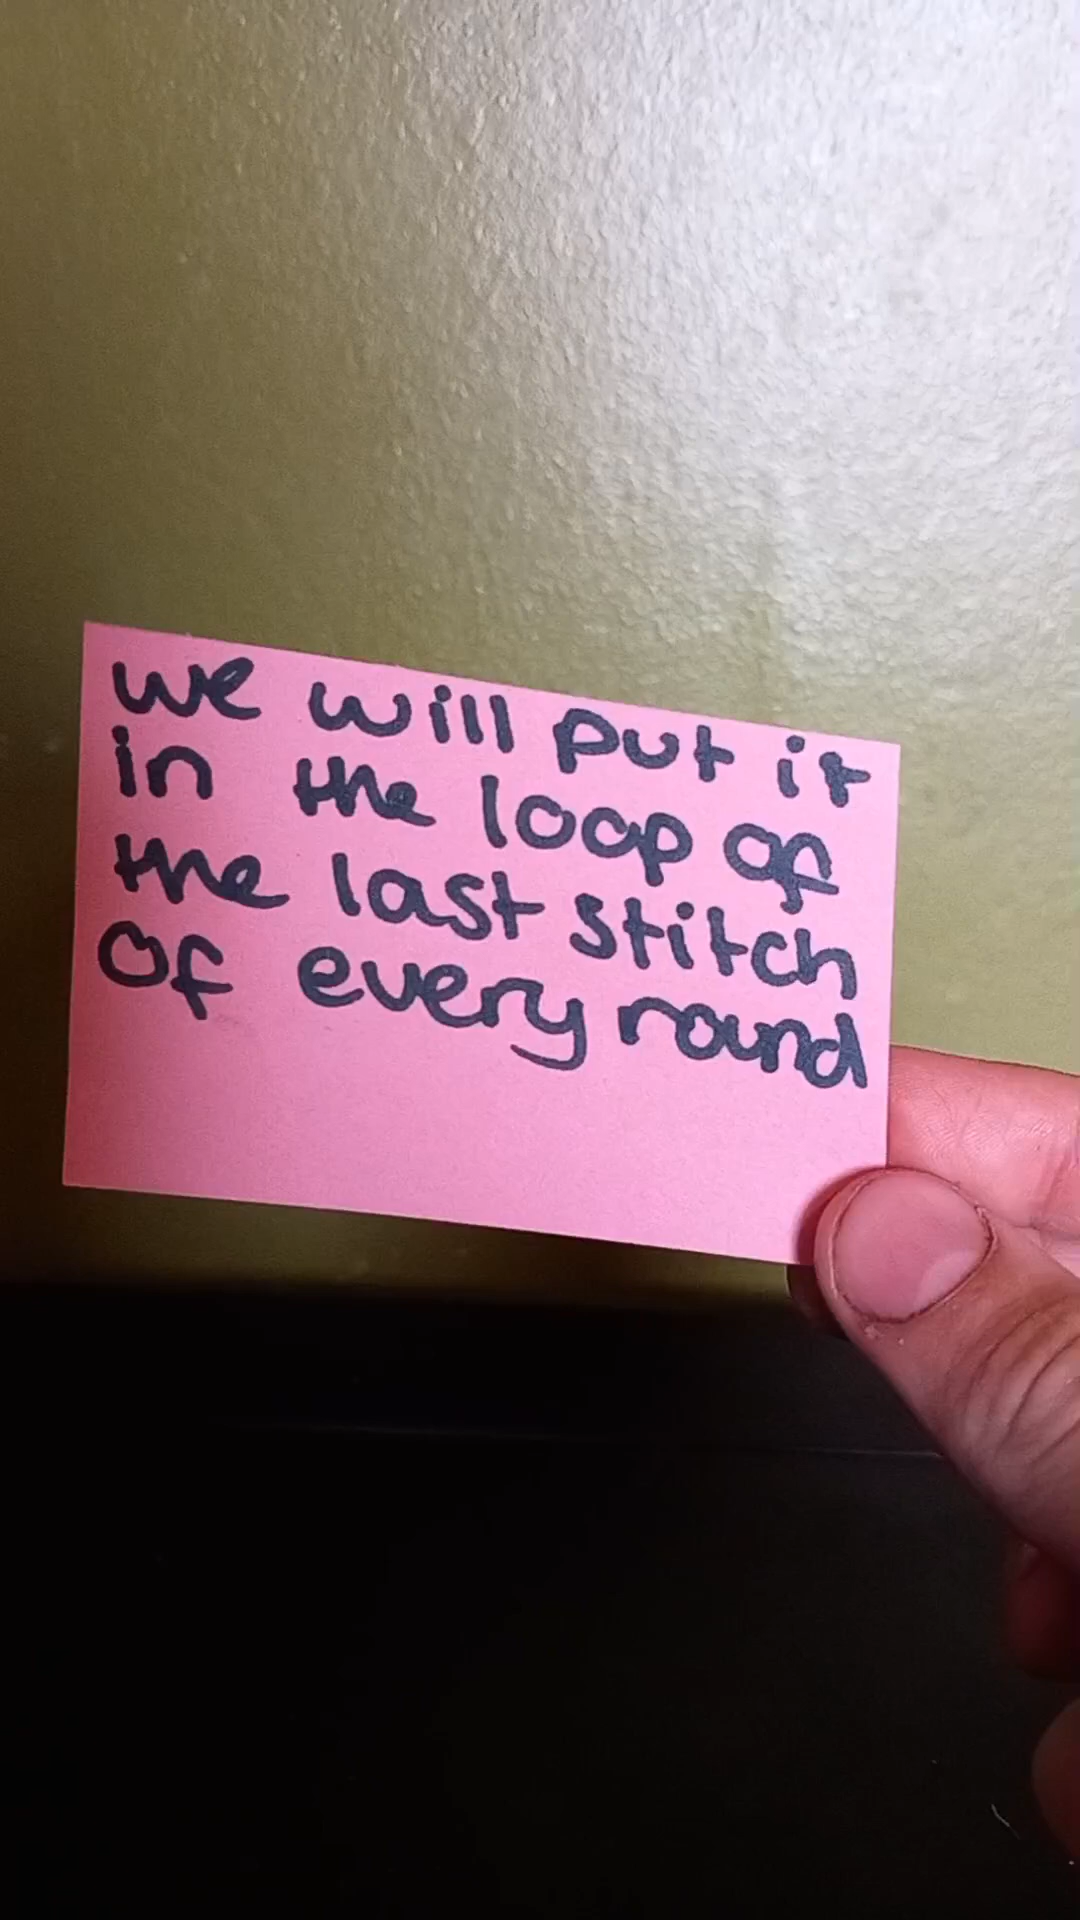 we will put it
in the loop of
the last stitch
of every round